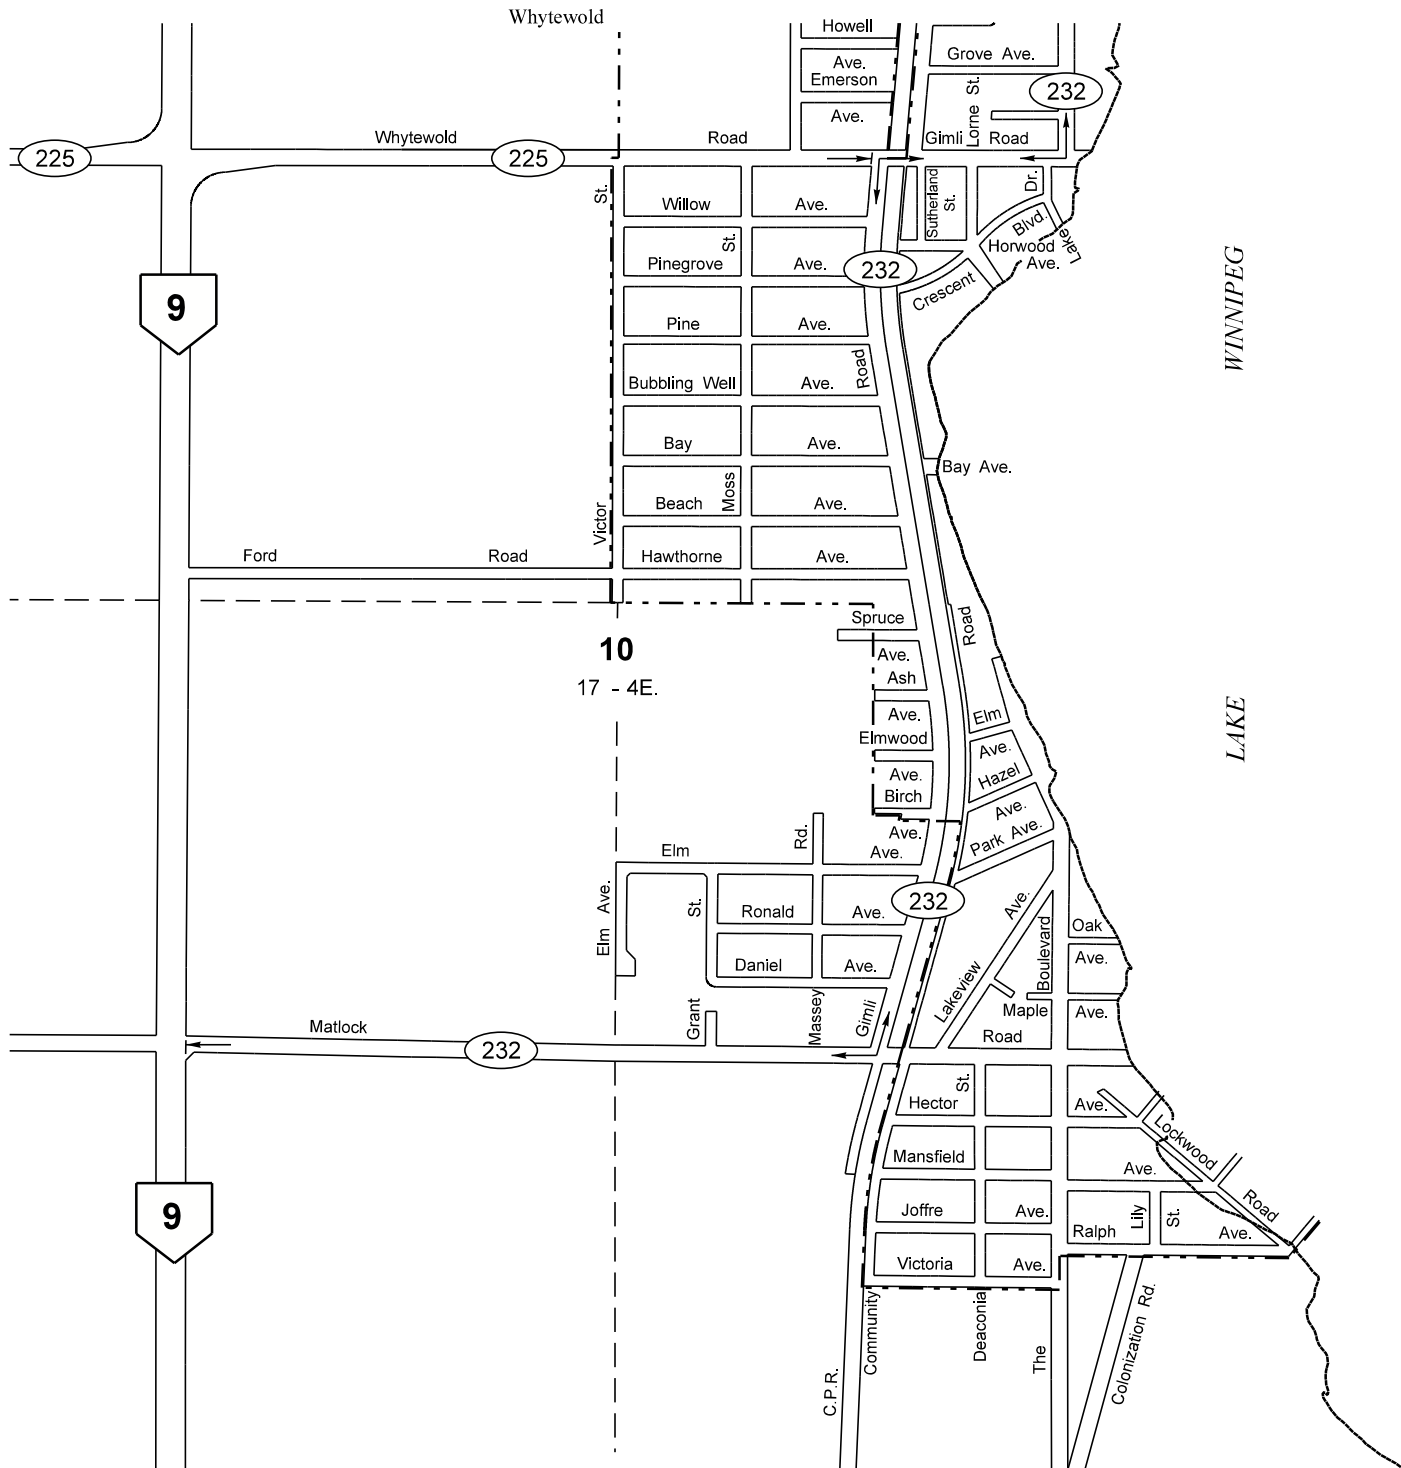 Whytewold
Howell
Ave.
Grove Ave.
Emerson
Ave.
Lorne St.
232
Gimli Road
225
Whytewold Road
225
St.
Willow Ave.
Sutherland
St.
Dr.
Blvd.
Lake
Horwood
Ave.
Pinegrove St. Ave.
232
Crescent
9
WINNIPEG
Pine Ave.
Road
Bubbling Well Ave.
Bay Ave.
Bay Ave.
Moss
Beach Ave.
Victor
Ford Road
Hawthorne Ave.
Spruce
Ave.
Road
10
17 - 4E.
Ash
Ave.
Elm
Ave.
Elmwood
Ave.
Hazel
Ave.
LAKE
Birch
Ave.
Park Ave.
Elm Rd. Ave.
Elm Ave.
St.
Ronald Ave.
232
Lakeview Ave.
Boulevard
Oak
Ave.
Daniel Ave.
Maple Ave.
Grant
Massey
Gimli
Matlock Road
232
Hector St. Ave.
Lockwood Road
Mansfield Ave.
9
Joffre Ave.
Ralph Ave.
Lily St.
Victoria Ave.
Community
Deaconia
The
Colonization Rd.
C.P.R.